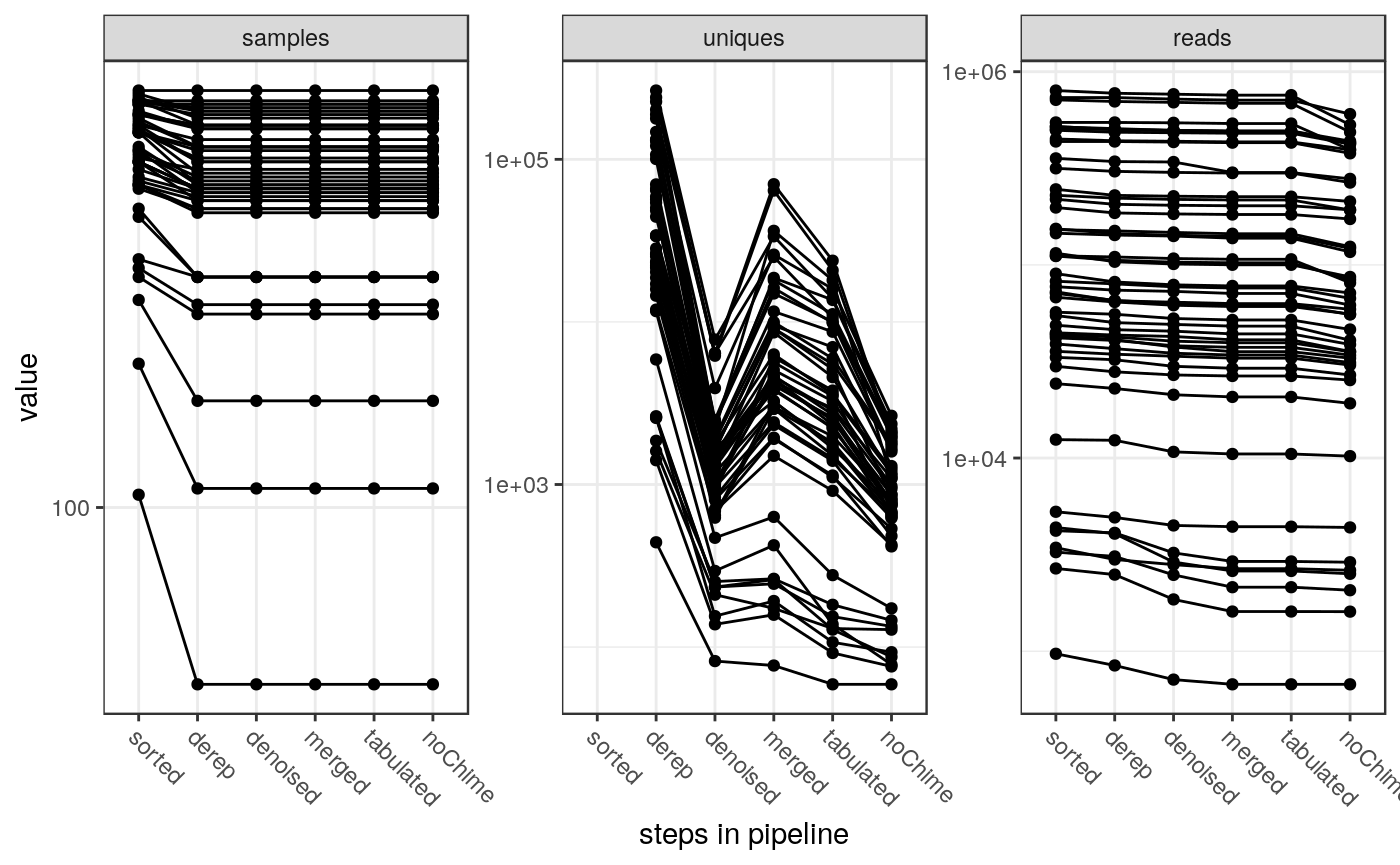 samples
uniques
reads
value
100
1e+05
1e+03
1e+06
1e+04
sorted
derep
denoised
merged
tabulated
noChime
sorted
derep
denoised
merged
tabulated
noChime
sorted
derep
denoised
merged
tabulated
noChime
steps in pipeline